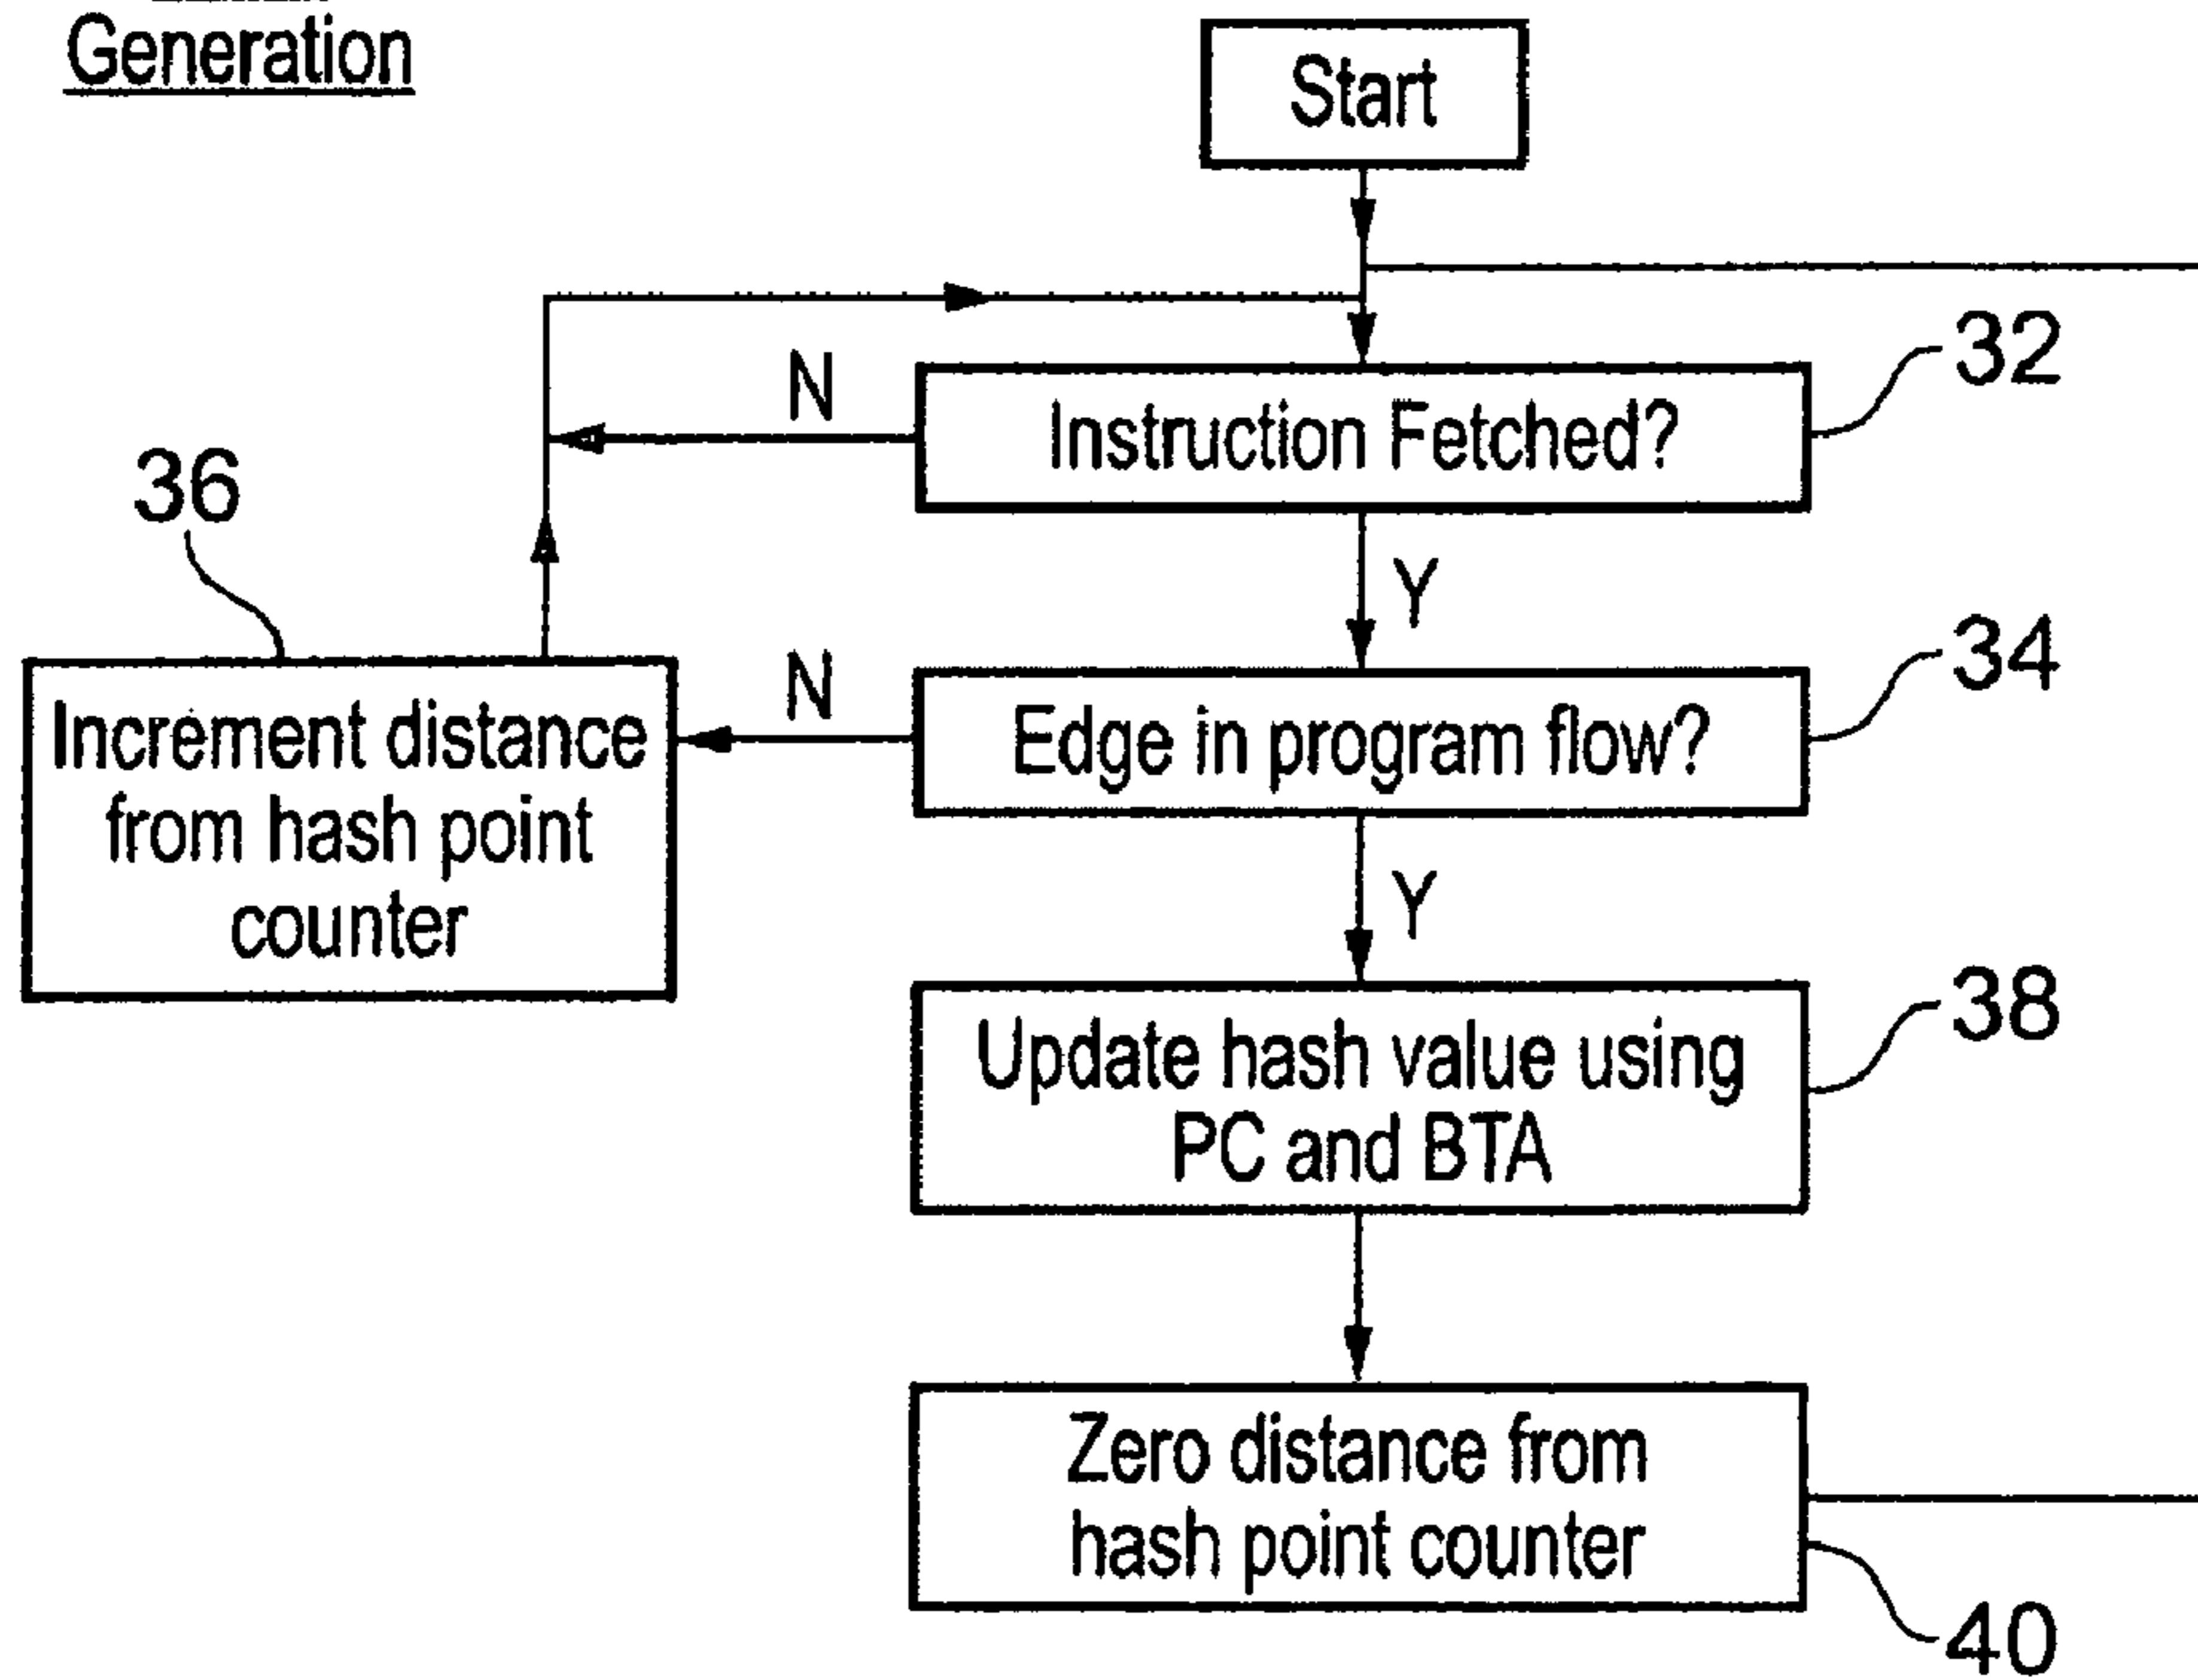 Generation
Start
32
N
Instruction Fetched?
36
Y
34
N
Edge in program flow?
Increment distance
from hash point
counter
Y
38
Update hash value using
PC and BTA
Zero distance from
hash point counter
40